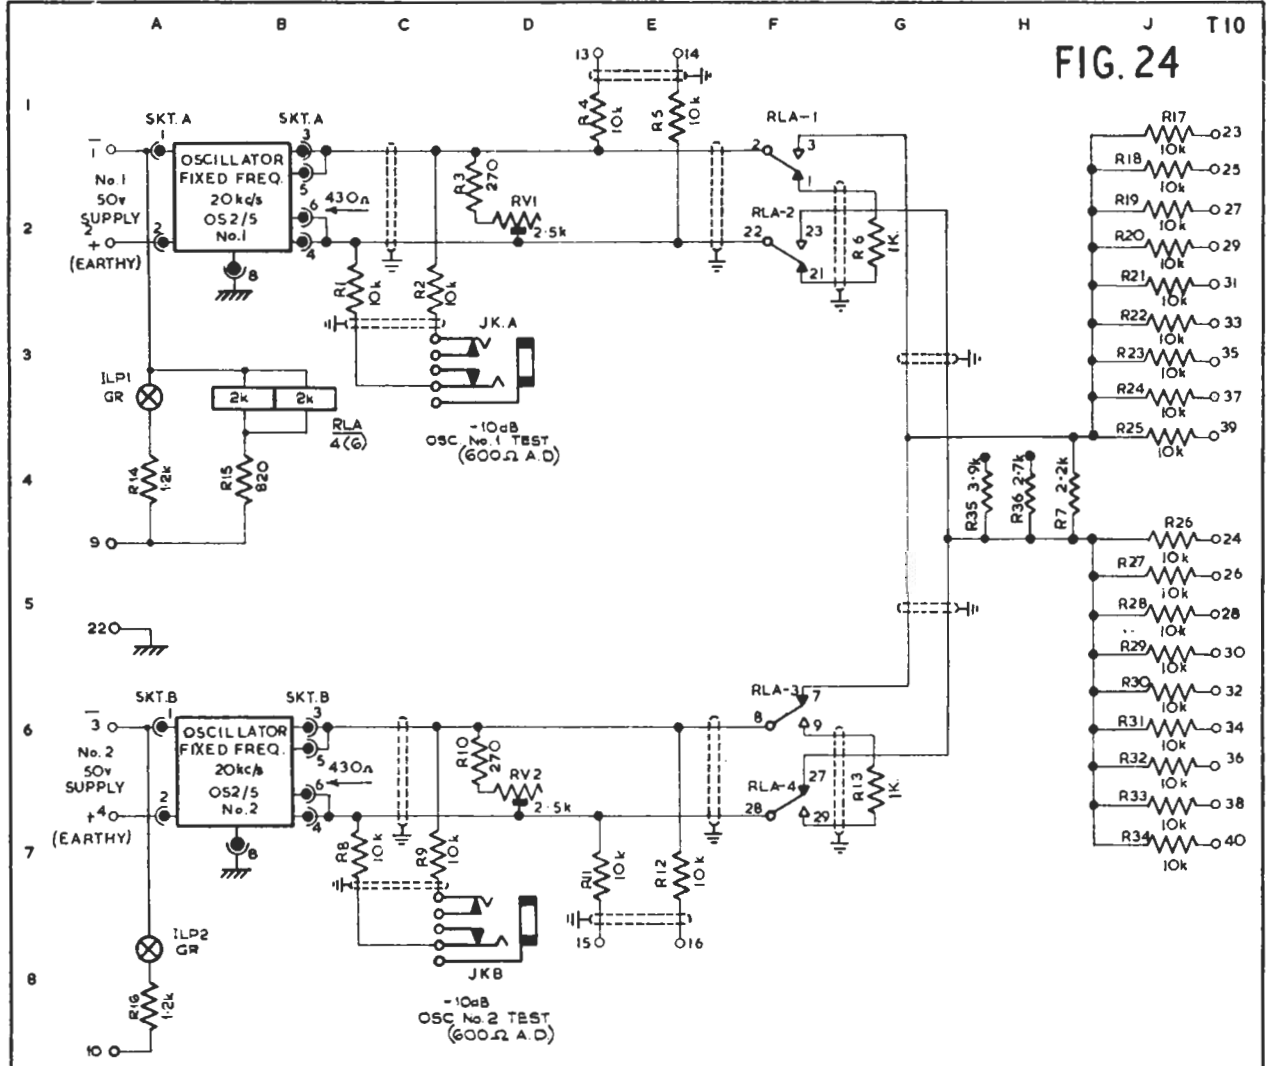 A B C D E F G H J T10
FIG. 24
1
2
3
4
5
6
7
8
13 14
R4 10k
R5 10k
SKT.A
1
SKT.A
3
5
6
4
− 1
No.1
50v
SUPPLY
2 +
(EARTHY)
2
OSCILLATOR
FIXED FREQ.
20kc/s
OS2/5
No.1
8
430Ω
R3 270
RV1
2·5k
R1 10k
R2 10k
JK.A
-10dB
OSC. No.1 TEST
(600Ω A.D)
RLA-1
2 3
1
RLA-2
22 23
21
R6 1K.
ILP1
GR
2k 2k
RLA
4(6)
R14 1·2k
R15 820
9
22
R17 10k 23
R18 10k 25
R19 10k 27
R20 10k 29
R21 10k 31
R22 10k 33
R23 10k 35
R24 10k 37
R25 10k 39
R35 3·9k
R36 2·7k
R7 2·2k
R26 10k 24
R27 10k 26
R28 10k 28
R29 10k 30
R30 10k 32
R31 10k 34
R32 10k 36
R33 10k 38
R34 10k 40
SKT.B
1
SKT.B
3
5
6
4
− 3
No.2
50v
SUPPLY
+4
(EARTHY)
2
OSCILLATOR
FIXED FREQ.
20kc/s
OS2/5
No.2
8
430Ω
R10 270
RV2
2·5k
R8 10k
R9 10k
R11 10k
R12 10k
15 16
RLA-3
8 7
9
RLA-4
28 27
29
R13 1K.
JKB
-10dB
OSC No.2 TEST
(600Ω A.D.)
ILP2
GR
R16 1·2k
10